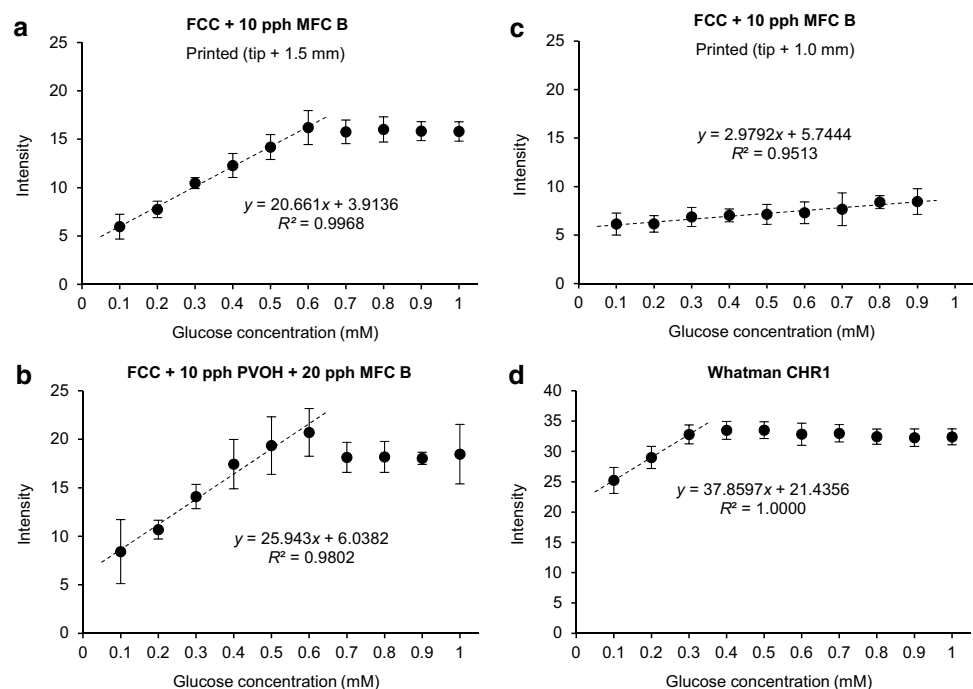 a
FCC + 10 pph MFC B
Printed (tip + 1.5 mm)
25
20
15
10
5
0
Intensity
y = 20.661x + 3.9136
R² = 0.9968
0 0.1 0.2 0.3 0.4 0.5 0.6 0.7 0.8 0.9 1
Glucose concentration (mM)
c
FCC + 10 pph MFC B
Printed (tip + 1.0 mm)
25
20
15
10
5
0
Intensity
y = 2.9792x + 5.7444
R² = 0.9513
0 0.1 0.2 0.3 0.4 0.5 0.6 0.7 0.8 0.9 1
Glucose concentration (mM)
b
FCC + 10 pph PVOH + 20 pph MFC B
25
20
15
10
5
0
Intensity
y = 25.943x + 6.0382
R² = 0.9802
0 0.1 0.2 0.3 0.4 0.5 0.6 0.7 0.8 0.9 1
Glucose concentration (mM)
d
Whatman CHR1
40
35
30
25
20
15
10
5
0
Intensity
y = 37.8597x + 21.4356
R² = 1.0000
0 0.1 0.2 0.3 0.4 0.5 0.6 0.7 0.8 0.9 1
Glucose concentration (mM)